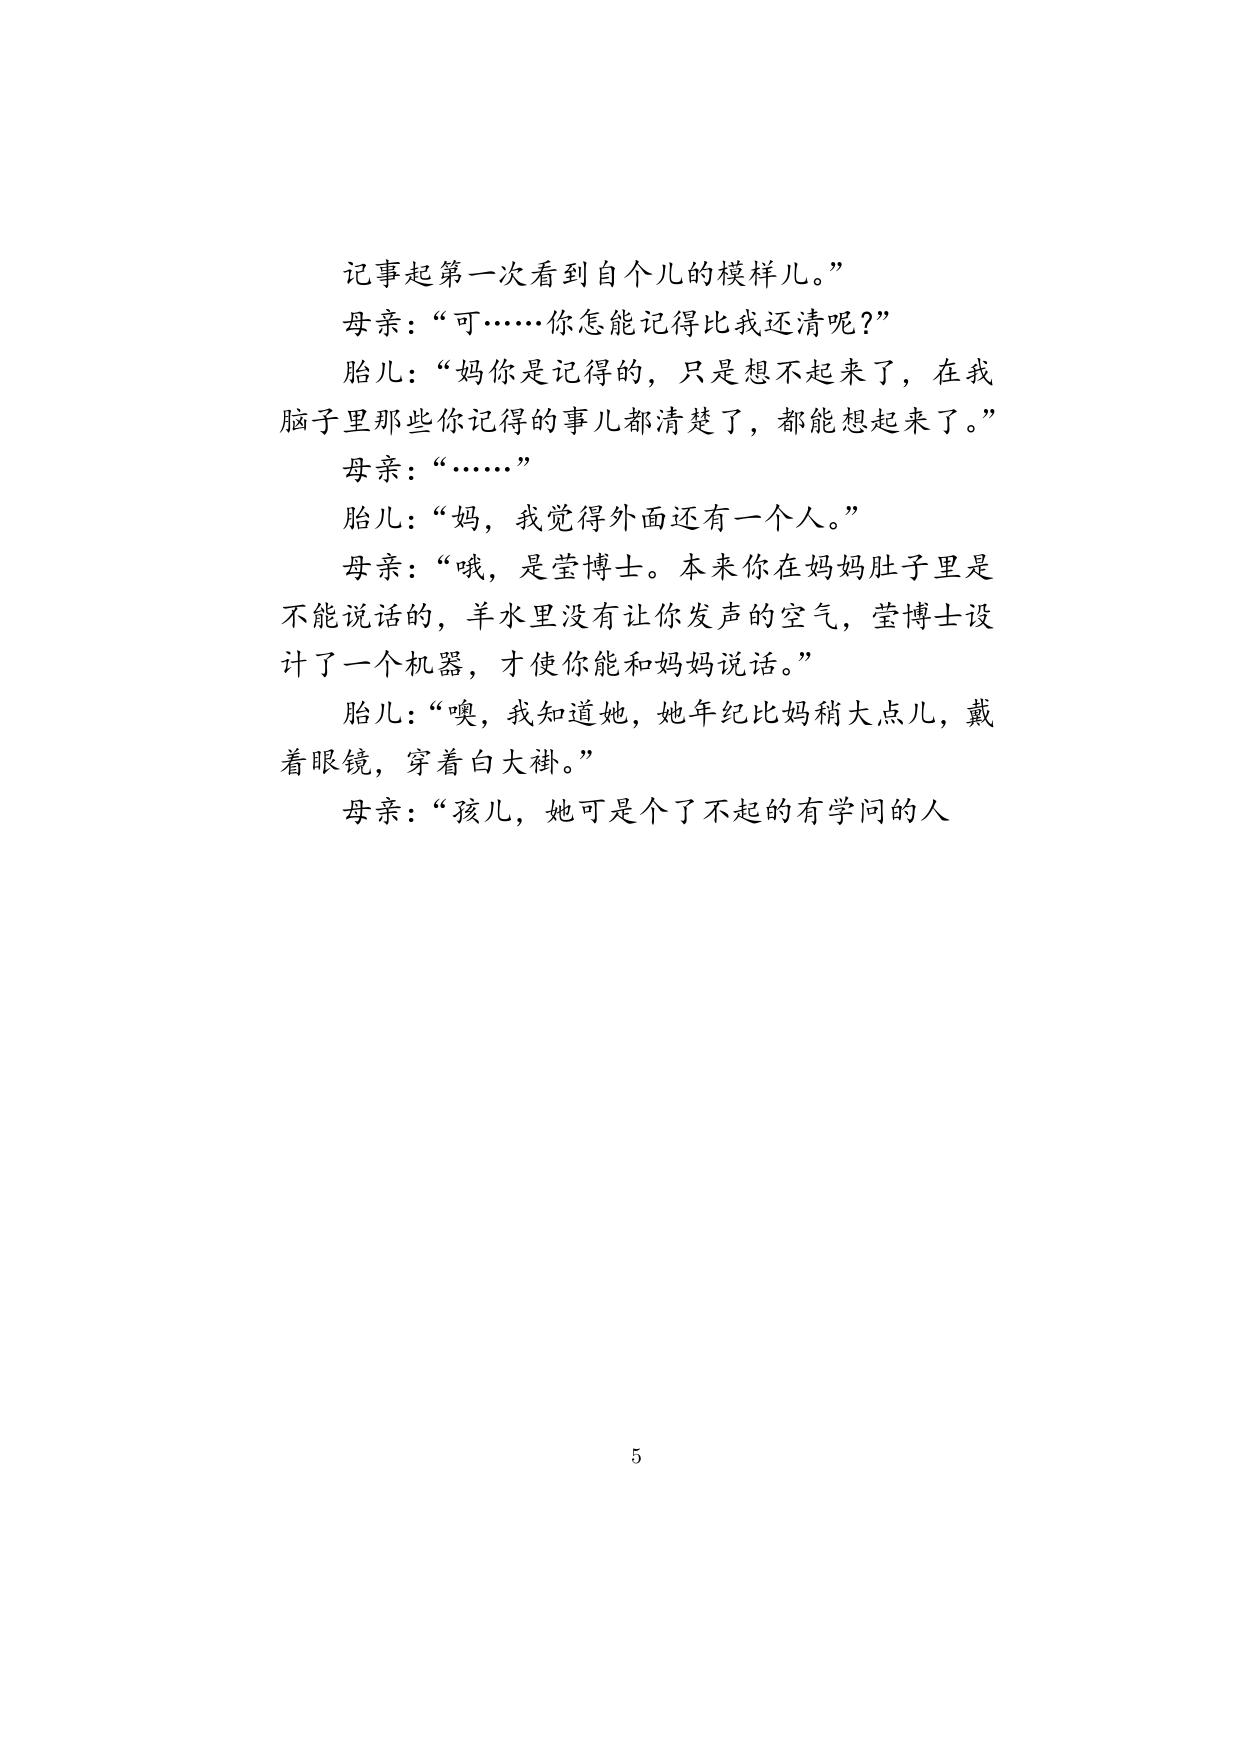 记事起第一次看到自个儿的模样儿。”
母亲：“可……你怎能记得比我还清呢？”
胎儿：“妈你是记得的，只是想不起来了，在我
脑子里那些你记得的事儿都清楚了，都能想起来了。”
母亲：“……”
胎儿：“妈，我觉得外面还有一个人。”
母亲：“哦，是莹博士。本来你在妈妈肚子里是
不能说话的，羊水里没有让你发声的空气，莹博士设
计了一个机器，才使你能和妈妈说话。”
胎儿：“噢，我知道她，她年纪比妈稍大点儿，戴
着眼镜，穿着白大褂。”
母亲：“孩儿，她可是个了不起的有学问的人
5